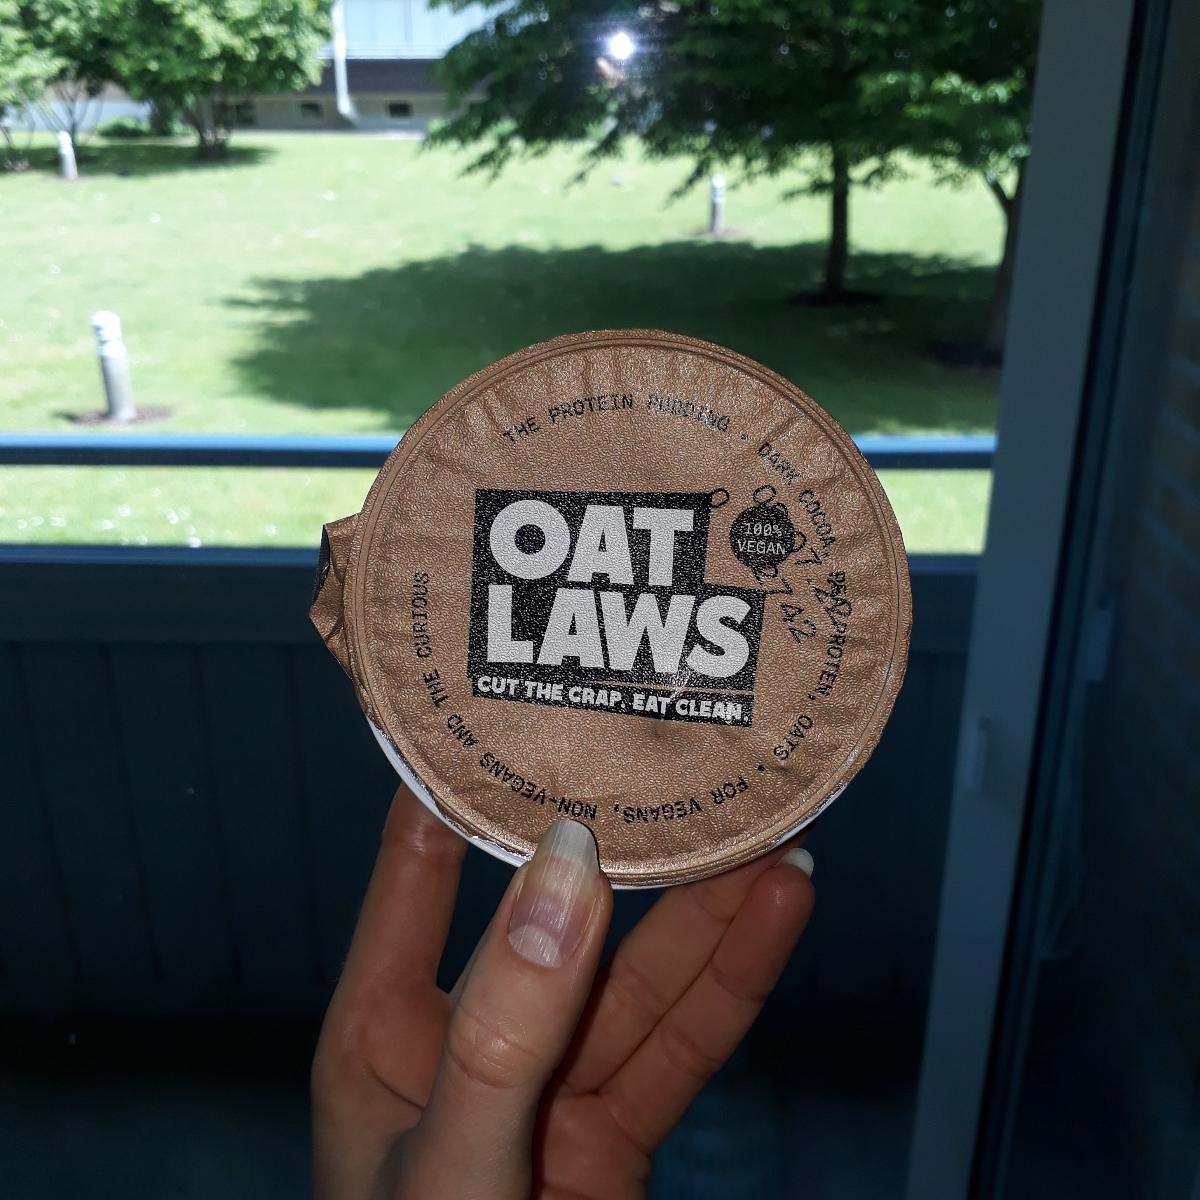 THE PROTEIN PUDDING • DARK COCOA, PEA PROTEIN, OATS • FOR VEGANS, NON-VEGANS AND THE CURIOUS
OAT
LAWS
CUT THE CRAP. EAT CLEAN.
100%
VEGAN